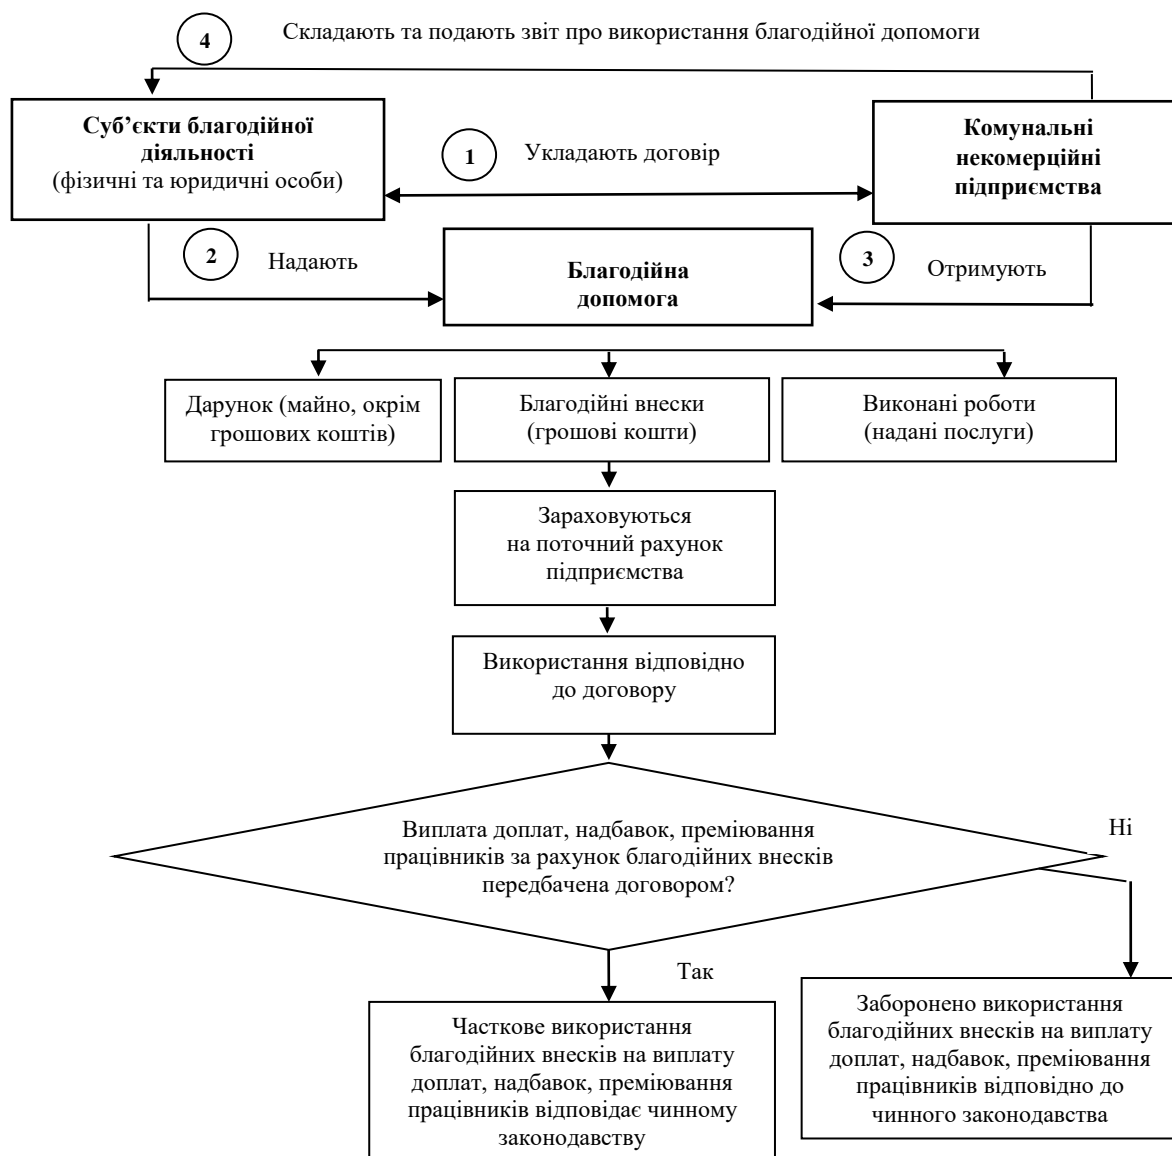 4
Складають та подають звіт про використання благодійної допомоги
Суб’єкти благодійної
діяльності
(фізичні та юридичні особи)
1
Укладають договір
Комунальні
некомерційні
підприємства
2
Надають
Благодійна
допомога
3
Отримують
Дарунок (майно, окрім
грошових коштів)
Благодійні внески
(грошові кошти)
Виконані роботи
(надані послуги)
Зараховуються
на поточний рахунок
підприємства
Використання відповідно
до договору
Виплата доплат, надбавок, преміювання
працівників за рахунок благодійних внесків
передбачена договором?
Ні
Так
Часткове використання
благодійних внесків на виплату
доплат, надбавок, преміювання
працівників відповідає чинному
законодавству
Заборонено використання
благодійних внесків на виплату
доплат, надбавок, преміювання
працівників відповідно до
чинного законодавства